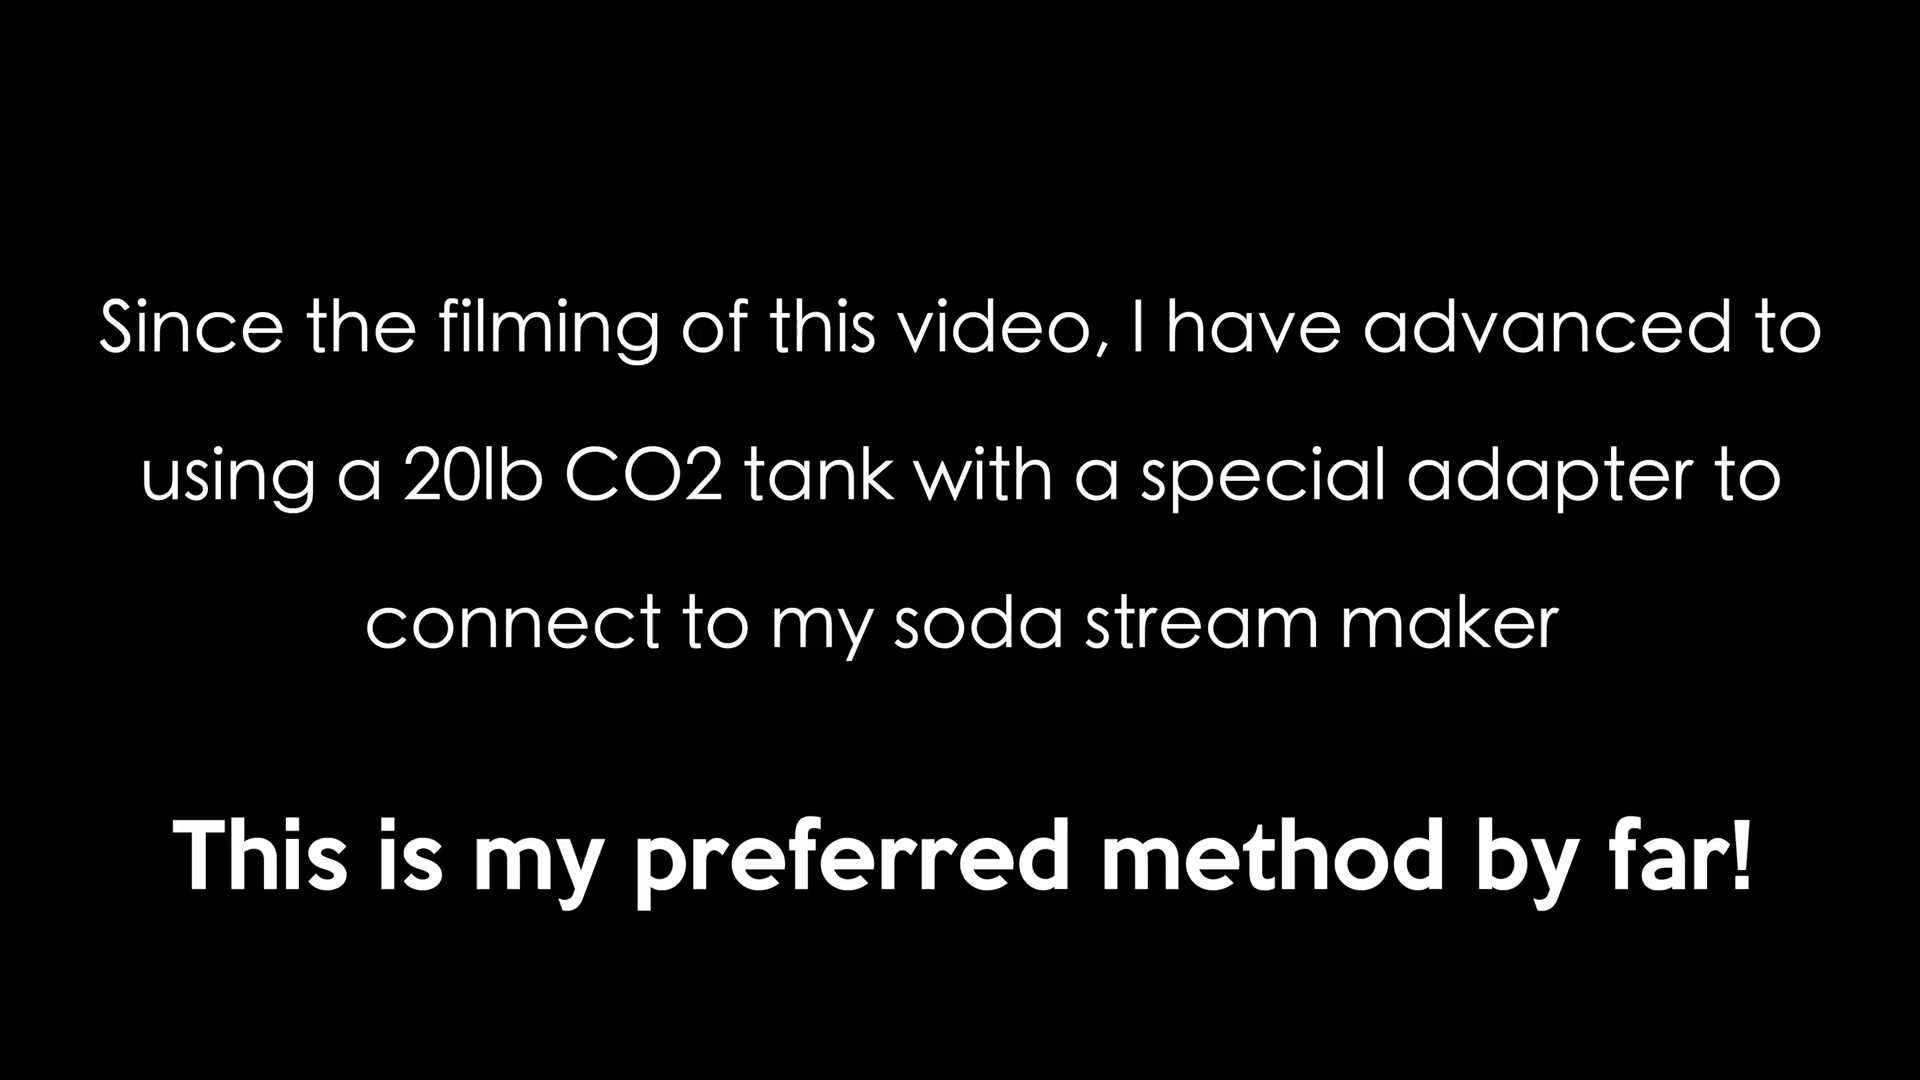 Since the filming of this video, I have advanced to
using a 20lb CO2 tank with a special adapter to
connect to my soda stream maker
This is my preferred method by far!